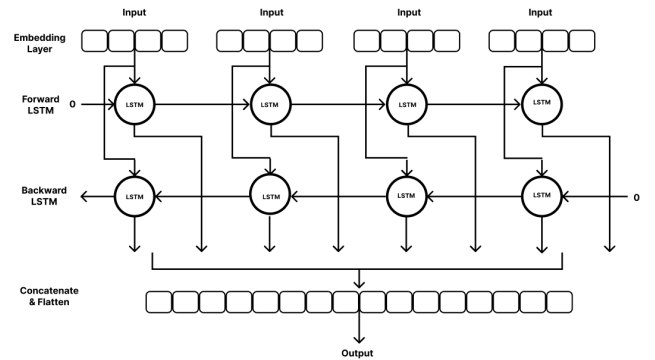 Input Input Input Input
Embedding
Layer
Forward
LSTM
0 LSTM LSTM LSTM LSTM
Backward
LSTM
LSTM LSTM LSTM LSTM 0
Concatenate
& Flatten
Output